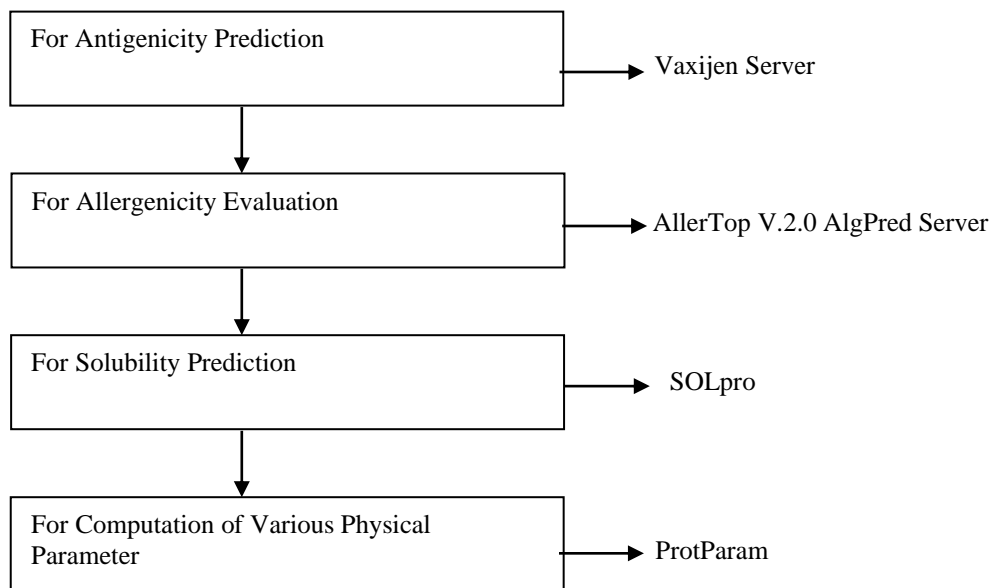 For Antigenicity Prediction
Vaxijen Server
For Allergenicity Evaluation
AllerTop V.2.0 AlgPred Server
For Solubility Prediction
SOLpro
For Computation of Various Physical
Parameter
ProtParam